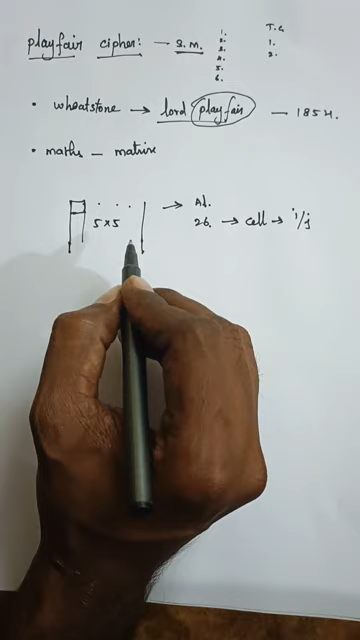 playfair cipher: — S.M.
1.
2.
3.
4.
5.
6.
T.C.
1.
2.
• Wheatstone → lord playfair — 1854.
• maths – matrix
5×5
→ Al.
26. → cell → i/j